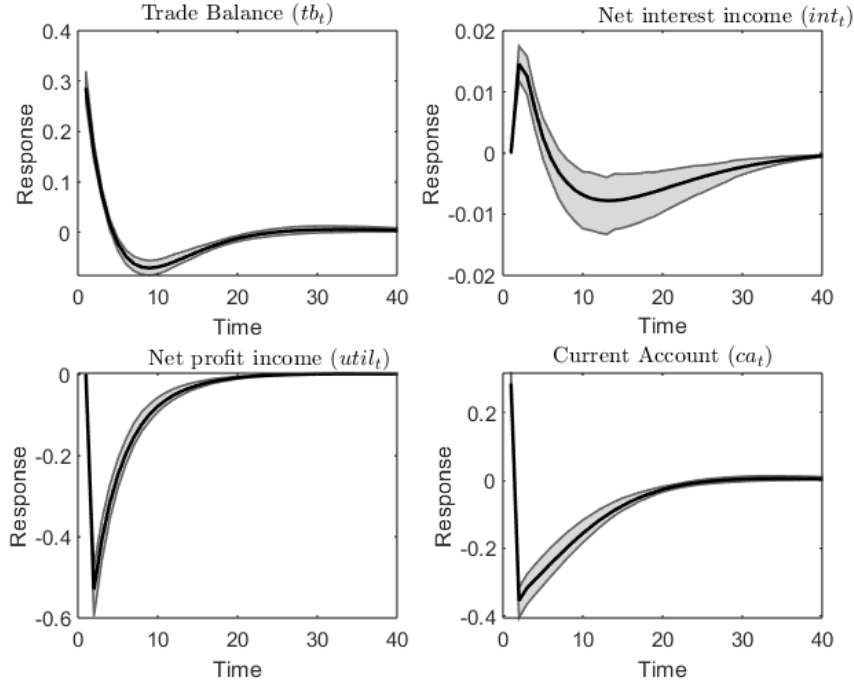 Trade Balance (tb_t)
0.4
0.3
0.2
0.1
0
Response
0 10 20 30 40
Time
Net interest income (int_t)
0.02
0.01
0
-0.01
-0.02
Response
0 10 20 30 40
Time
Net profit income (util_t)
0
-0.2
-0.4
-0.6
Response
0 10 20 30 40
Time
Current Account (ca_t)
0.2
0
-0.2
-0.4
Response
0 10 20 30 40
Time